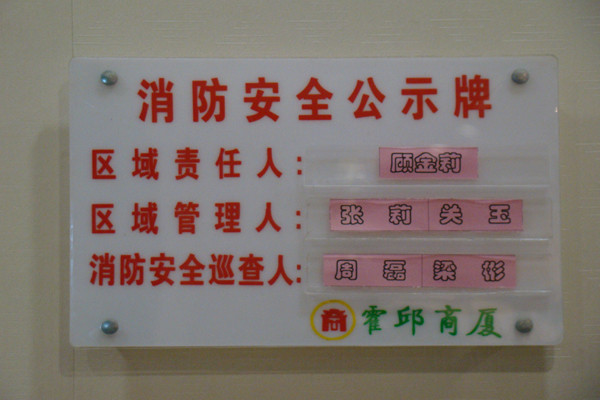 消防安全公示牌
区域责任人: 顾金莉
区域管理人: 张莉 关玉
消防安全巡查人: 周磊 梁彬
霍邱商厦